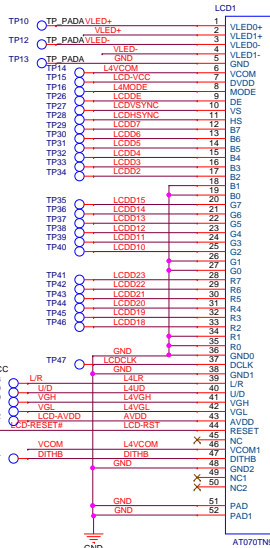 LCD1
TP10 TP_PADA VLED+ 1 VLED0+
VLED+ 2 VLED1+
TP12 TP_PADA VLED- 3 VLED0-
VLED- 4 VLED1-
TP13 TP_PADA GND 5 GND
TP14 L4VCOM 6 VCOM
TP15 LCD-VCC 7 DVDD
TP16 L4MODE 8 MODE
TP26 LCDDE 9 DE
TP27 LCDVSYNC 10 VS
TP28 LCDHSYNC 11 HS
TP29 LCDD7 12 B7
TP30 LCDD6 13 B6
TP31 LCDD5 14 B5
TP32 LCDD4 15 B4
TP33 LCDD3 16 B3
TP34 LCDD2 17 B2
18 B1
19 B0
TP35 LCDD15 20 G7
TP36 LCDD14 21 G6
TP37 LCDD13 22 G5
TP38 LCDD12 23 G4
TP39 LCDD11 24 G3
TP40 LCDD10 25 G2
26 G1
27 G0
TP41 LCDD23 28 R7
TP42 LCDD22 29 R6
TP43 LCDD21 30 R5
TP44 LCDD20 31 R4
TP45 LCDD19 32 R3
TP46 LCDD18 33 R2
34 R1
35 R0
GND 36 GND0
TP47 LCDCLK 37 DCLK
CC GND 38 GND1
L/R L4LR 39 L/R
U/D L4UD 40 U/D
VGH L4VGH 41 VGH
VGL L4VGL 42 VGL
LCD-AVDD AVDD 43 AVDD
LCD-RESET# LCD-RST 44 RESET
45 NC
VCOM L4VCOM 46 VCOM1
DITHB DITHB 47 DITHB
GND 48 GND2
49 NC1
50 NC2
51 PAD
52 PAD1
GND
AT070TN9